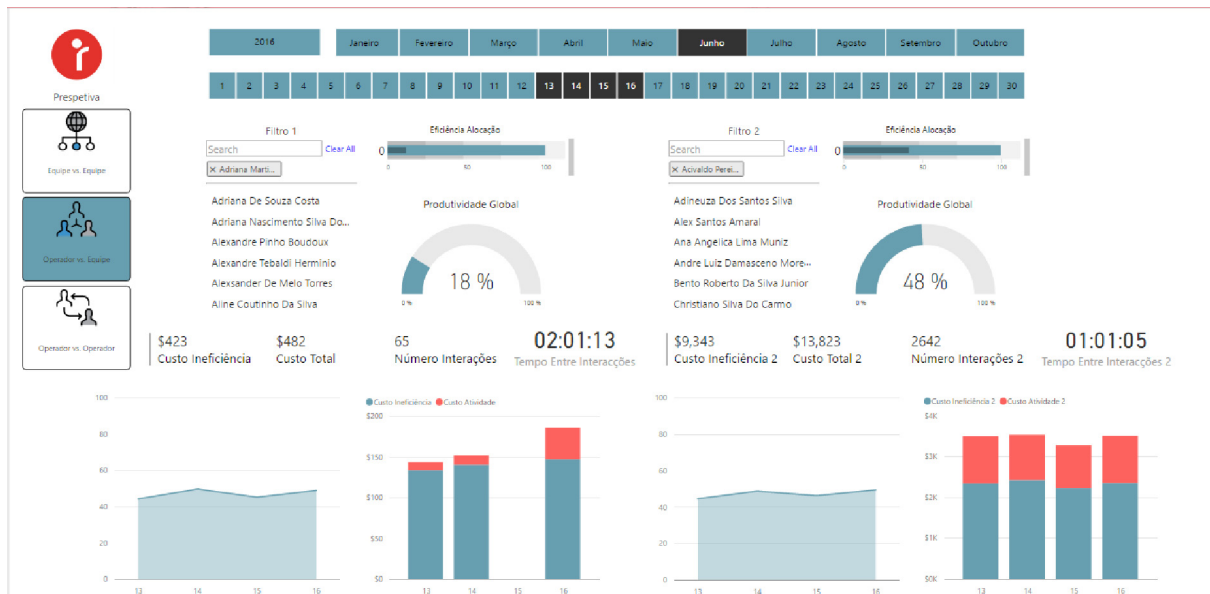 2016 Janeiro Fevereiro Março Abril Maio Junho Julho Agosto Setembro Outubro
1 2 3 4 5 6 7 8 9 10 11 12 13 14 15 16 17 18 19 20 21 22 23 24 25 26 27 28 29 30
Prespetiva
Equipe vs. Equipe
Operador vs. Equipe
Operador vs. Operador
Filtro 1
Search
Clear All
× Adriana Marti...
Adriana De Souza Costa
Adriana Nascimento Silva Do...
Alexandre Pinho Boudoux
Alexandre Tebaldi Herminio
Alexsander De Melo Torres
Aline Coutinho Da Silva
Eficiência Alocação
0
0 50 100
Produtividade Global
18 %
0 % 100 %
Filtro 2
Search
Clear All
× Acivaldo Perei...
Adineuza Dos Santos Silva
Alex Santos Amaral
Ana Angelica Lima Muniz
Andre Luiz Damasceno More...
Bento Roberto Da Silva Junior
Christiano Silva Do Carmo
Eficiência Alocação
0
0 50 100
Produtividade Global
48 %
0 % 100 %
$423 $482 65 02:01:13
Custo Ineficiência Custo Total Número Interações Tempo Entre Interacções
$9,343 $13,823 2642 01:01:05
Custo Ineficiência 2 Custo Total 2 Número Interações 2 Tempo Entre Interacções 2
100
80
60
40
20
0
13 14 15 16
Custo Ineficiência Custo Atividade
$200
$150
$100
$50
$0
13 14 15 16
100
80
60
40
20
0
13 14 15 16
Custo Ineficiência 2 Custo Atividade 2
$4K
$3K
$2K
$1K
$0K
13 14 15 16